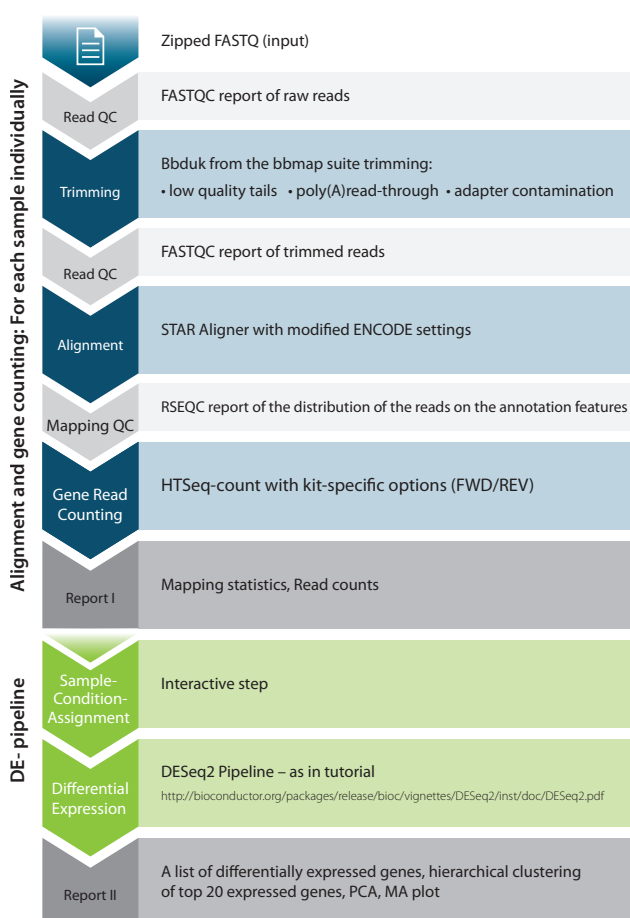 Alignment and gene counting: For each sample individually
Zipped FASTQ (input)
Read QC
FASTQC report of raw reads
Trimming
Bbduk from the bbmap suite trimming:
• low quality tails • poly(A)read-through • adapter contamination
Read QC
FASTQC report of trimmed reads
Alignment
STAR Aligner with modified ENCODE settings
Mapping QC
RSEQC report of the distribution of the reads on the annotation features
Gene Read
Counting
HTSeq-count with kit-specific options (FWD/REV)
Report I
Mapping statistics, Read counts
DE- pipeline
Sample-
Condition-
Assignment
Interactive step
Differential
Expression
DESeq2 Pipeline – as in tutorial
http://bioconductor.org/packages/release/bioc/vignettes/DESeq2/inst/doc/DESeq2.pdf
Report II
A list of differentially expressed genes, hierarchical clustering
of top 20 expressed genes, PCA, MA plot